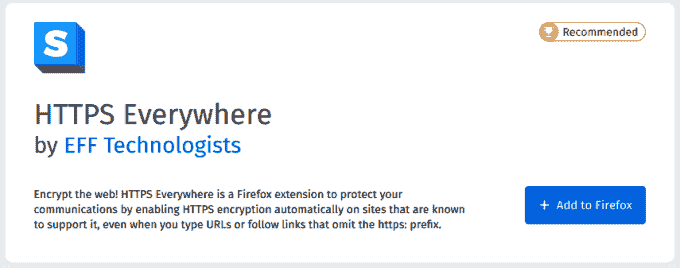 S
Recommended
HTTPS Everywhere
by EFF Technologists
Encrypt the web! HTTPS Everywhere is a Firefox extension to protect your
communications by enabling HTTPS encryption automatically on sites that are known
to support it, even when you type URLs or follow links that omit the https: prefix.
+ Add to Firefox